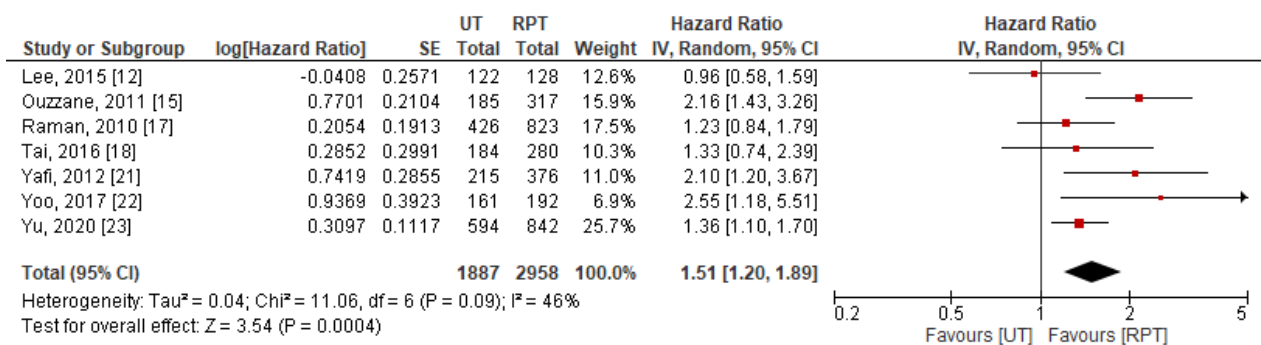 UT RPT Hazard Ratio Hazard Ratio
Study or Subgroup log[Hazard Ratio] SE Total Total Weight IV, Random, 95% CI IV, Random, 95% CI
Lee, 2015 [12] -0.0408 0.2571 122 128 12.6% 0.96 [0.58, 1.59]
Ouzzane, 2011 [15] 0.7701 0.2104 185 317 15.9% 2.16 [1.43, 3.26]
Raman, 2010 [17] 0.2054 0.1913 426 823 17.5% 1.23 [0.84, 1.79]
Tai, 2016 [18] 0.2852 0.2991 184 280 10.3% 1.33 [0.74, 2.39]
Yafi, 2012 [21] 0.7419 0.2855 215 376 11.0% 2.10 [1.20, 3.67]
Yoo, 2017 [22] 0.9369 0.3923 161 192 6.9% 2.55 [1.18, 5.51]
Yu, 2020 [23] 0.3097 0.1117 594 842 25.7% 1.36 [1.10, 1.70]
Total (95% CI) 1887 2958 100.0% 1.51 [1.20, 1.89]
Heterogeneity: Tau² = 0.04; Chi² = 11.06, df = 6 (P = 0.09); I² = 46%
Test for overall effect: Z = 3.54 (P = 0.0004)
0.2 0.5 1 2 5
Favours [UT] Favours [RPT]